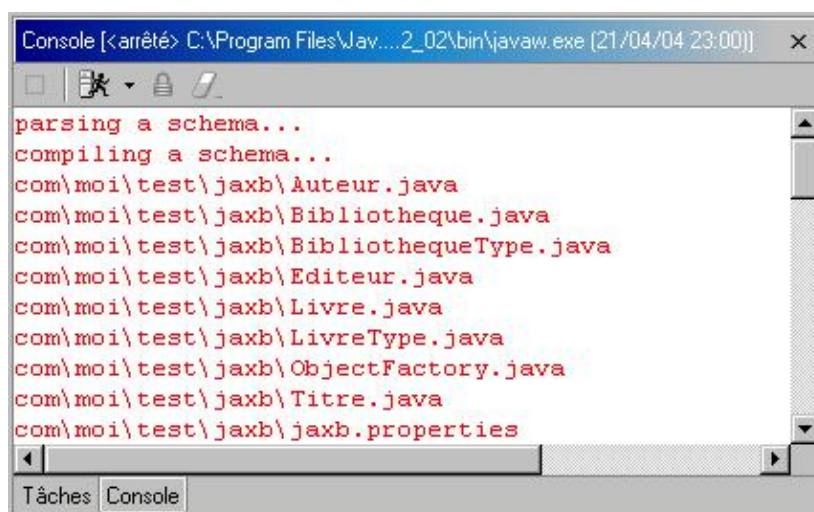 Console [<arrêté> C:\Program Files\Jav....2_02\bin\javaw.exe (21/04/04 23:00)]
parsing a schema...
compiling a schema...
com\moi\test\jaxb\Auteur.java
com\moi\test\jaxb\Bibliotheque.java
com\moi\test\jaxb\BibliothequeType.java
com\moi\test\jaxb\Editeur.java
com\moi\test\jaxb\Livre.java
com\moi\test\jaxb\LivreType.java
com\moi\test\jaxb\ObjectFactory.java
com\moi\test\jaxb\Titre.java
com\moi\test\jaxb\jaxb.properties
Tâches Console